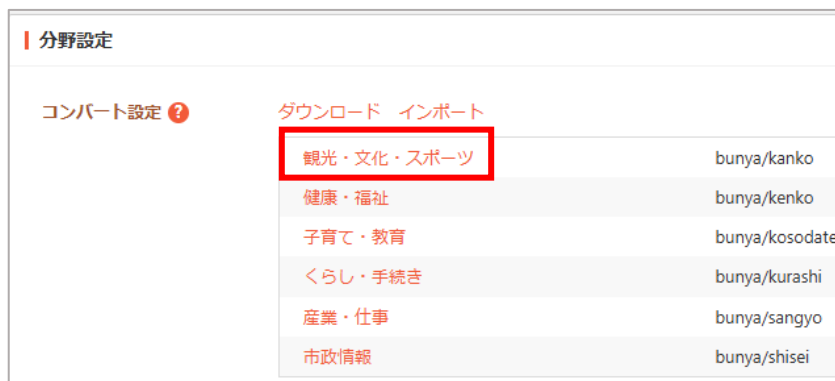 分野設定
コンバート設定 ? ダウンロード インポート
観光・文化・スポーツ bunya/kanko
健康・福祉 bunya/kenko
子育て・教育 bunya/kosodate
くらし・手続き bunya/kurashi
産業・仕事 bunya/sangyo
市政情報 bunya/shisei